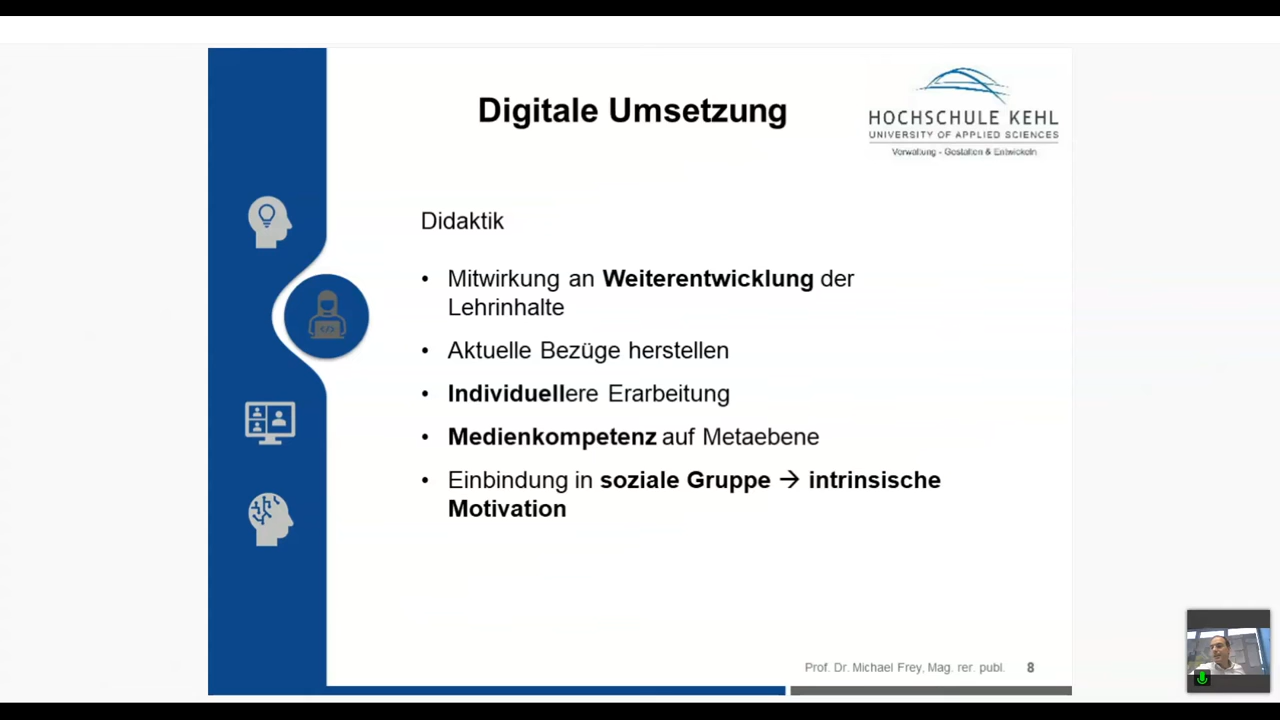 Digitale Umsetzung
HOCHSCHULE KEHL
UNIVERSITY OF APPLIED SCIENCES
Verwaltung - Gestalten & Entwickeln
Didaktik
• Mitwirkung an Weiterentwicklung der
Lehrinhalte
• Aktuelle Bezüge herstellen
• Individuellere Erarbeitung
• Medienkompetenz auf Metaebene
• Einbindung in soziale Gruppe → intrinsische
Motivation
Prof. Dr. Michael Frey, Mag. rer. publ. 8